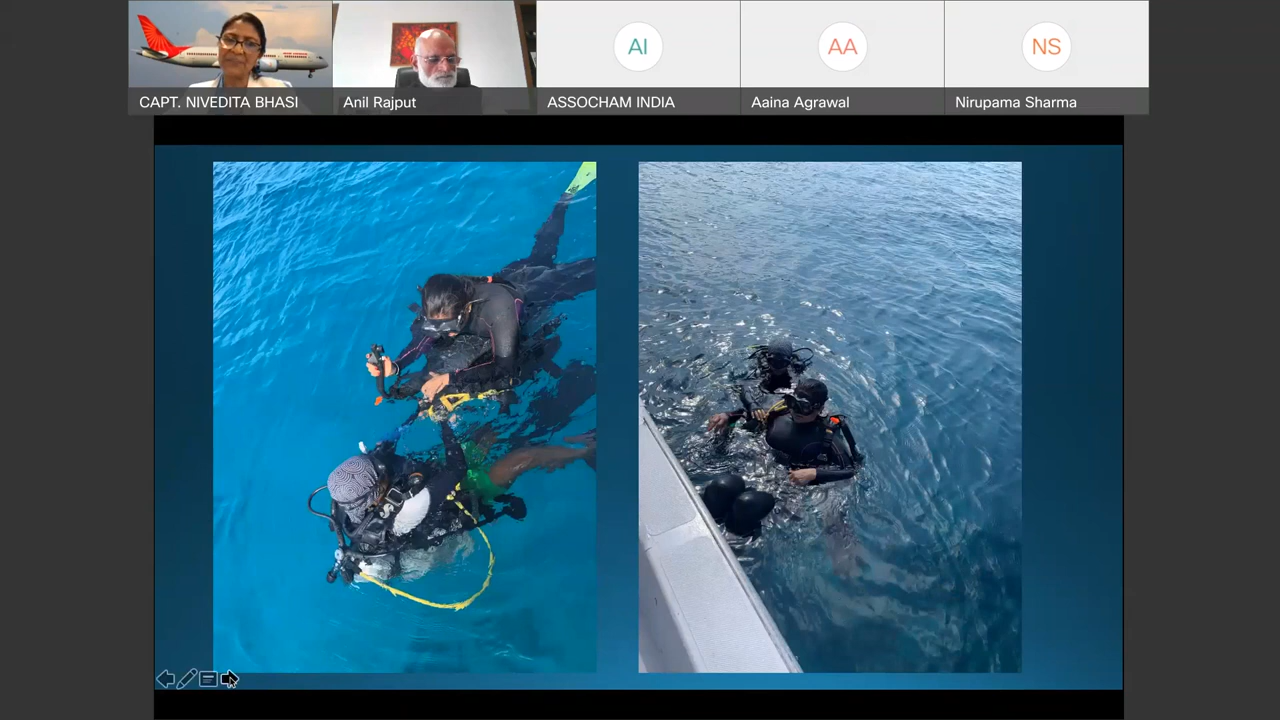 AI
AA
NS
CAPT. NIVEDITA BHASI
Anil Rajput
ASSOCHAM INDIA
Aaina Agrawal
Nirupama Sharma